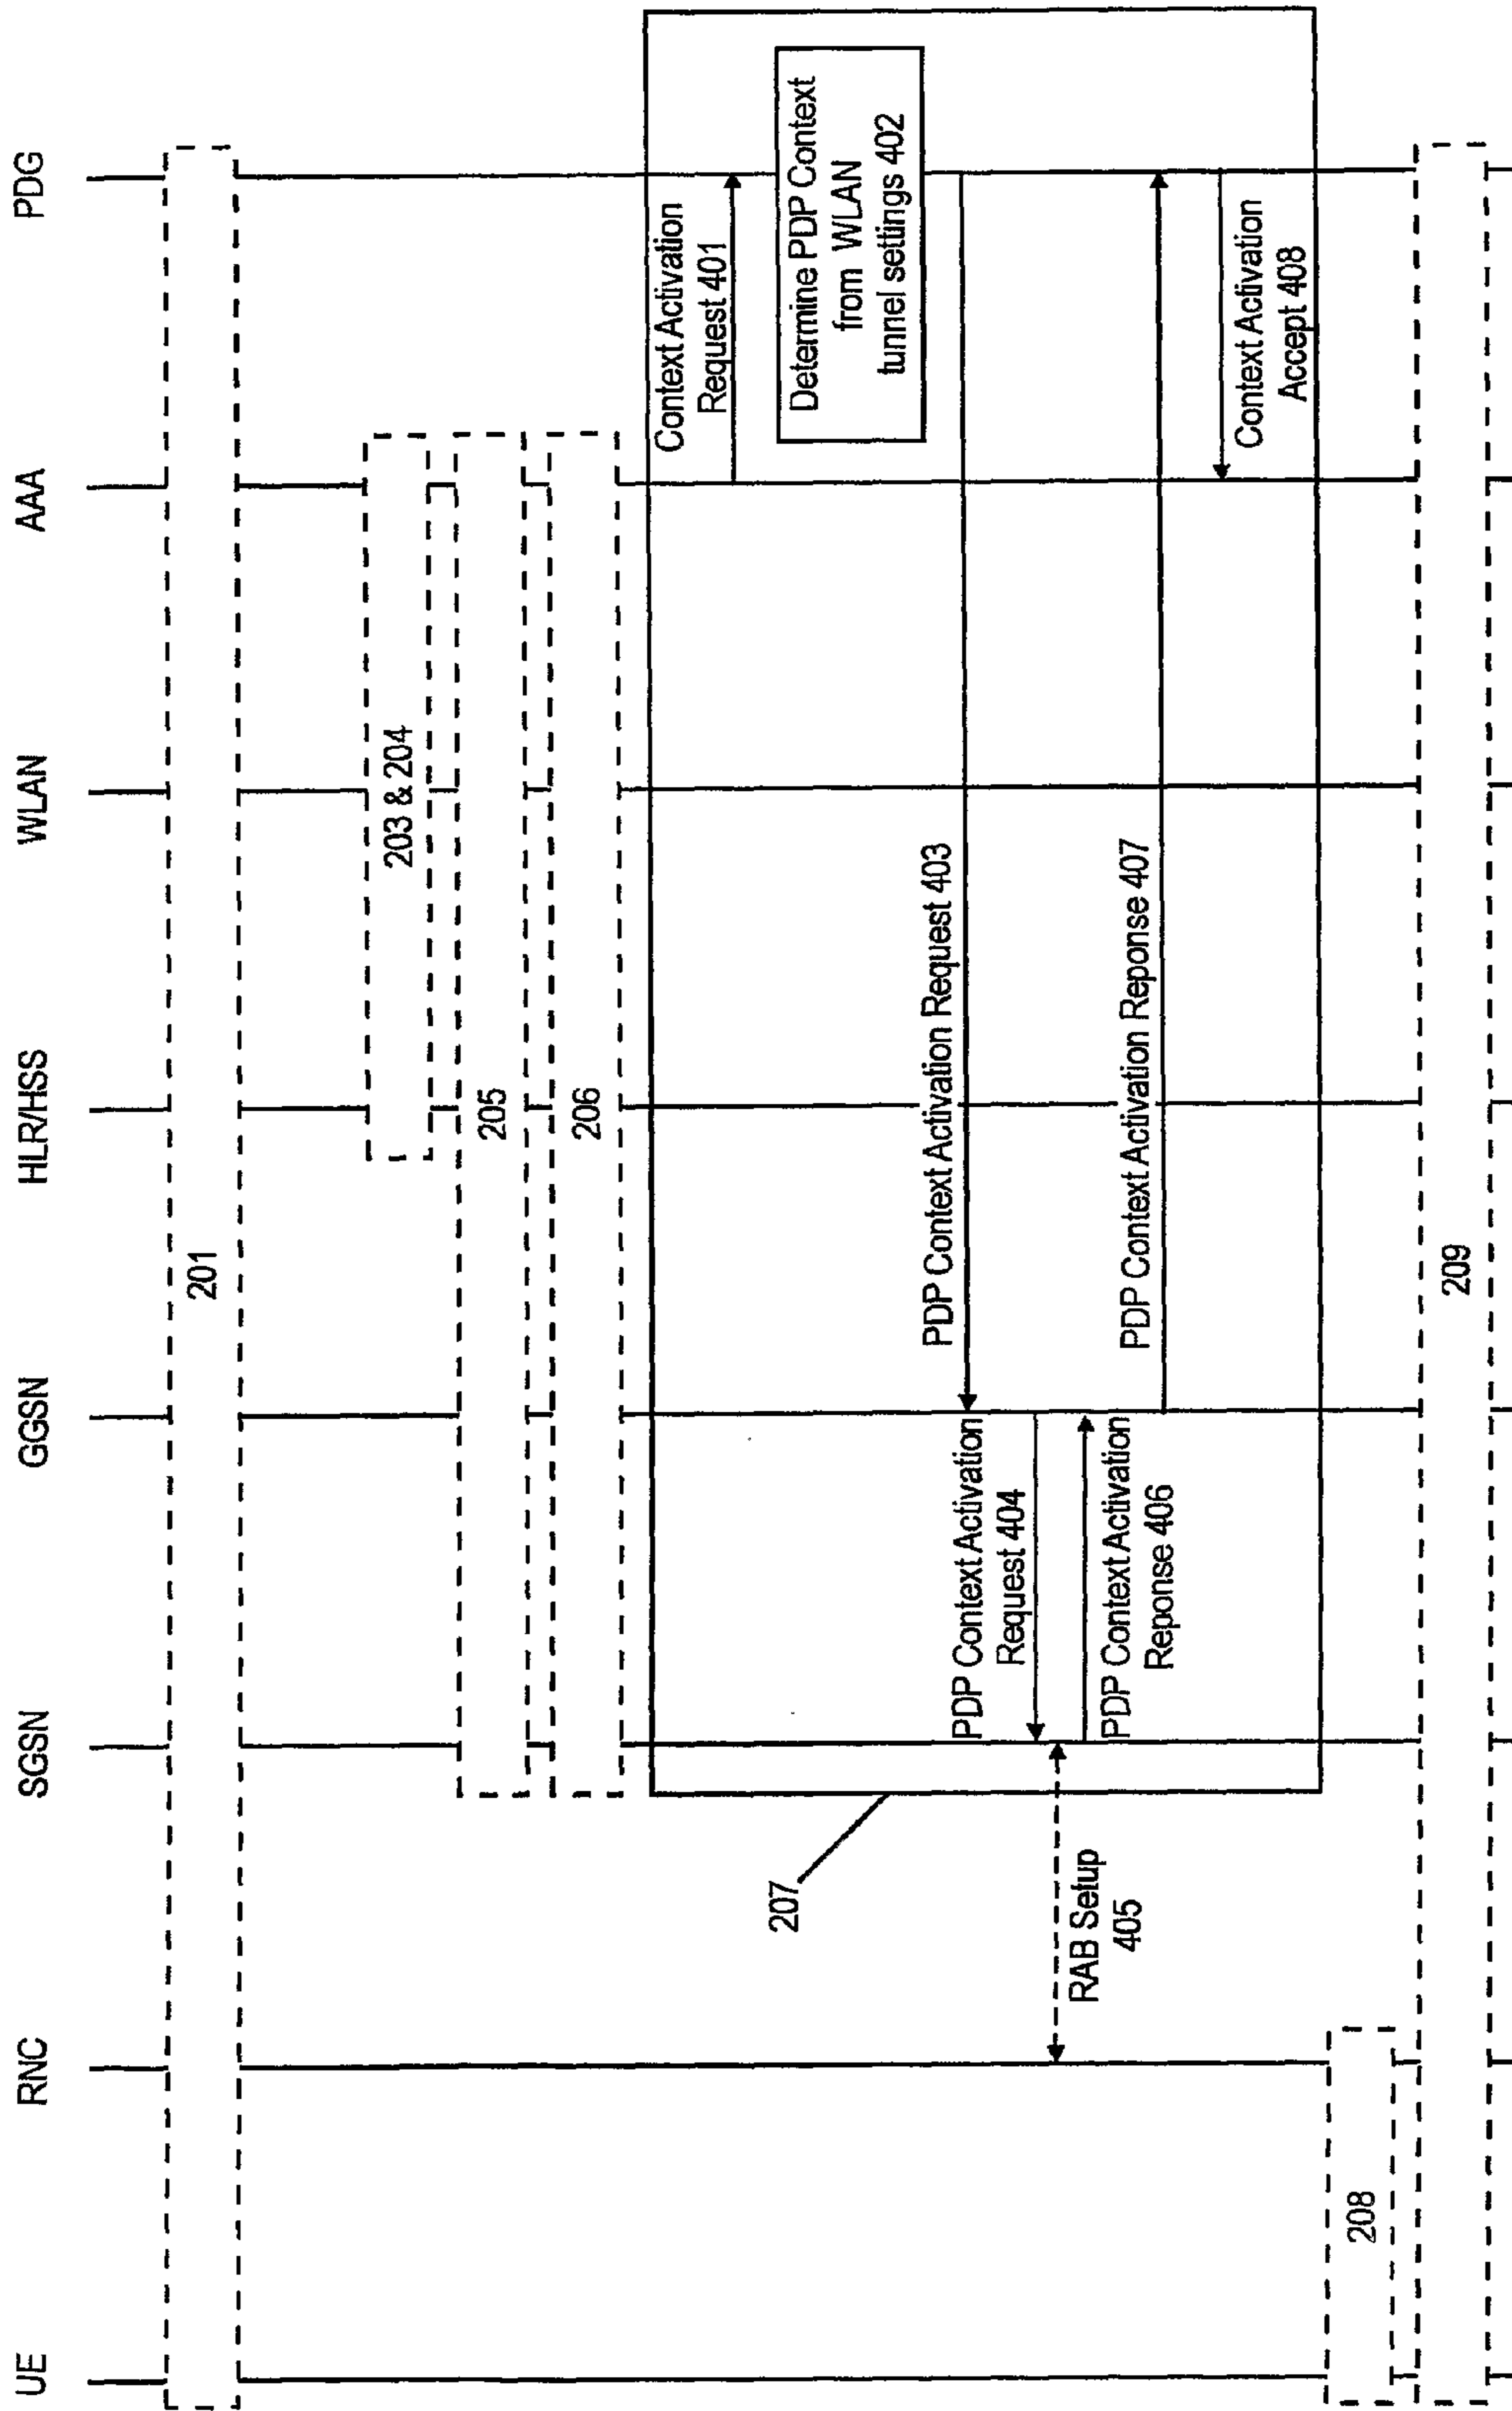 UE
RNC
SGSN
GGSN
HLR/HSS
WLAN
AAA
PDG
201
203 & 204
205
206
Context Activation
Request 401
Determine PDP Context
from WLAN
tunnel settings 402
207
PDP Context Activation Request 403
PDP Context Activation
Request 404
RAB Setup
405
PDP Context Activation
Reponse 406
PDP Context Activation Reponse 407
Context Activation
Accept 408
208
209